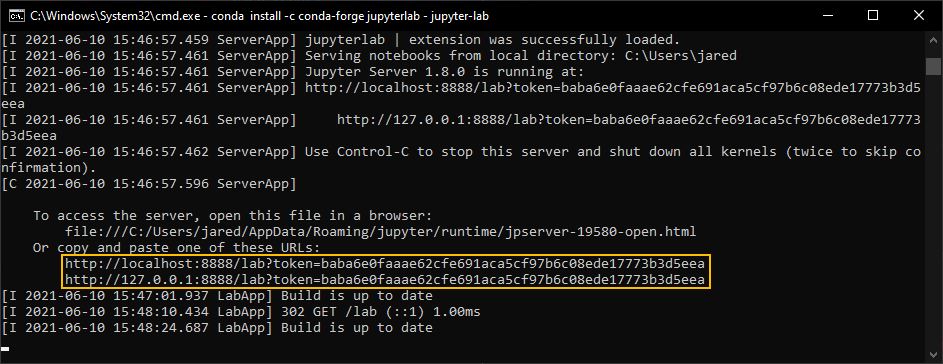 C:\Windows\System32\cmd.exe - conda install -c conda-forge jupyterlab - jupyter-lab
[I 2021-06-10 15:46:57.459 ServerApp] jupyterlab | extension was successfully loaded.
[I 2021-06-10 15:46:57.461 ServerApp] Serving notebooks from local directory: C:\Users\jared
[I 2021-06-10 15:46:57.461 ServerApp] Jupyter Server 1.8.0 is running at:
[I 2021-06-10 15:46:57.461 ServerApp] http://localhost:8888/lab?token=baba6e0faaae62cfe691aca5cf97b6c08ede17773b3d5
eea
[I 2021-06-10 15:46:57.461 ServerApp]     http://127.0.0.1:8888/lab?token=baba6e0faaae62cfe691aca5cf97b6c08ede17773
b3d5eea
[I 2021-06-10 15:46:57.462 ServerApp] Use Control-C to stop this server and shut down all kernels (twice to skip co
nfirmation).
[C 2021-06-10 15:46:57.596 ServerApp]
To access the server, open this file in a browser:
file:///C:/Users/jared/AppData/Roaming/jupyter/runtime/jpserver-19580-open.html
Or copy and paste one of these URLs:
http://localhost:8888/lab?token=baba6e0faaae62cfe691aca5cf97b6c08ede17773b3d5eea
http://127.0.0.1:8888/lab?token=baba6e0faaae62cfe691aca5cf97b6c08ede17773b3d5eea
[I 2021-06-10 15:47:01.937 LabApp] Build is up to date
[I 2021-06-10 15:48:10.434 LabApp] 302 GET /lab (::1) 1.00ms
[I 2021-06-10 15:48:24.687 LabApp] Build is up to date